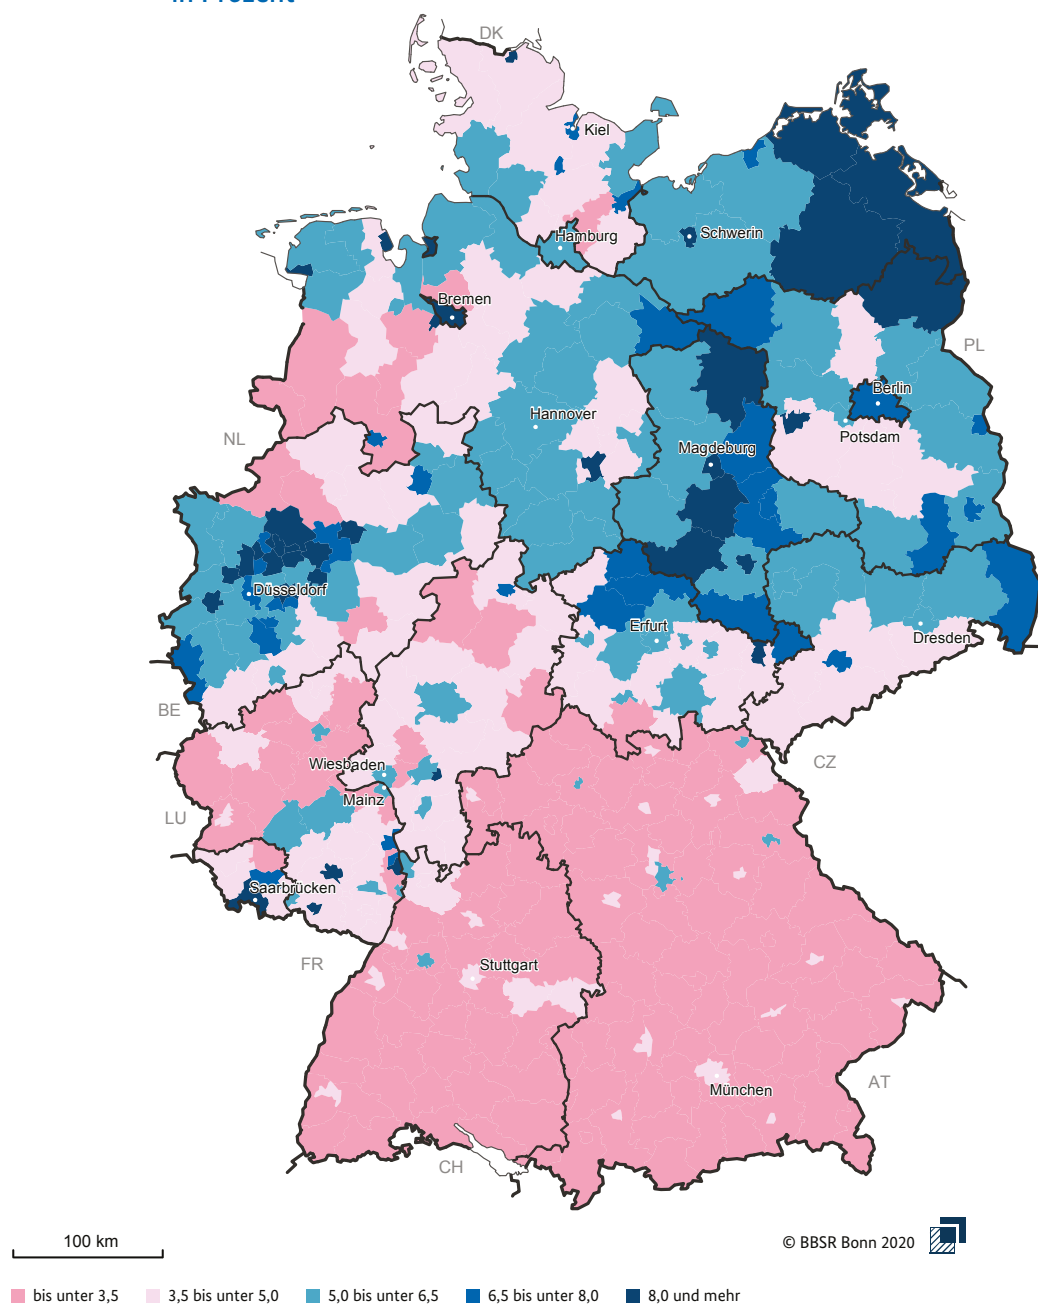 in Prozent
DK
Kiel
Hamburg
Schwerin
Bremen
PL
Berlin
Hannover
NL
Potsdam
Magdeburg
Düsseldorf
Erfurt
Dresden
BE
CZ
Wiesbaden
Mainz
LU
Saarbrücken
FR
Stuttgart
München
AT
CH
100 km
© BBSR Bonn 2020
bis unter 3,5
3,5 bis unter 5,0
5,0 bis unter 6,5
6,5 bis unter 8,0
8,0 und mehr